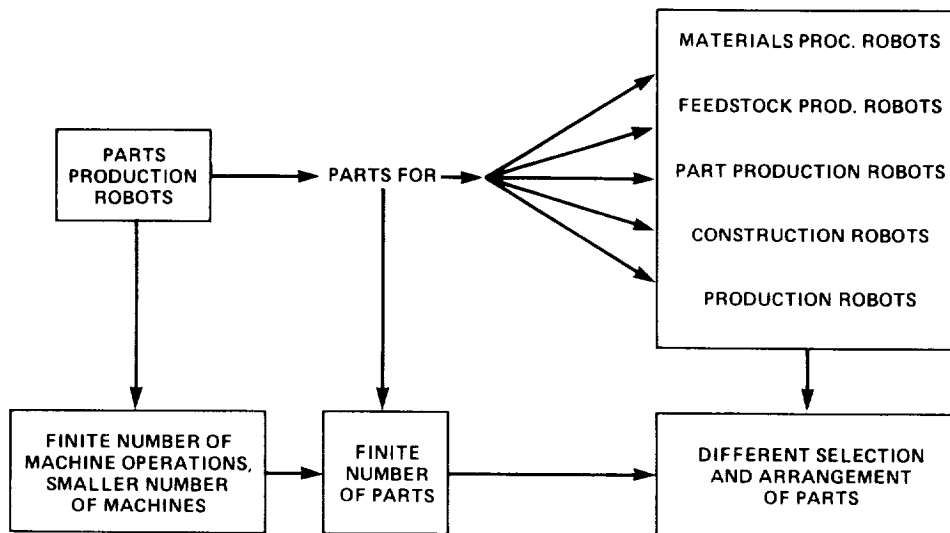 MATERIALS PROC. ROBOTS
FEEDSTOCK PROD. ROBOTS
PARTS
PRODUCTION
ROBOTS
PARTS FOR
PART PRODUCTION ROBOTS
CONSTRUCTION ROBOTS
PRODUCTION ROBOTS
FINITE NUMBER OF
MACHINE OPERATIONS,
SMALLER NUMBER
OF MACHINES
FINITE
NUMBER
OF PARTS
DIFFERENT SELECTION
AND ARRANGEMENT
OF PARTS